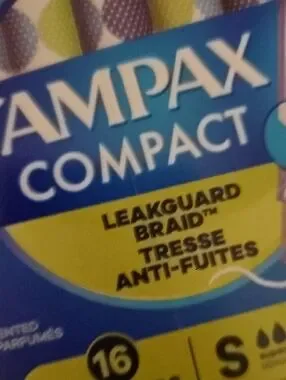 TAMPAX
COMPACT
LEAKGUARD
BRAID™
TRESSE
ANTI-FUITES
16
S